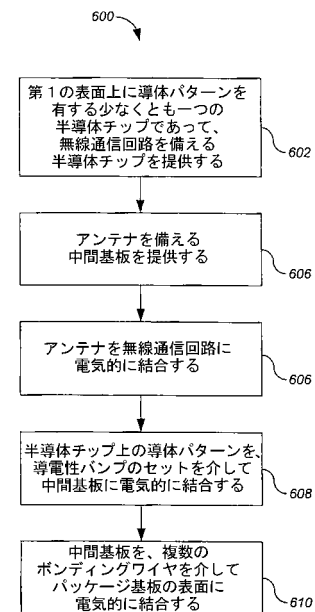 600
第1の表面上に導体パターンを
有する少なくとも一つの
半導体チップであって、
無線通信回路を備える
半導体チップを提供する
602
アンテナを備える
中間基板を提供する
606
アンテナを無線通信回路に
電気的に結合する
606
半導体チップ上の導体パターンを、
導電性バンプのセットを介して
中間基板に電気的に結合する
608
中間基板を、複数の
ボンディングワイヤを介して
パッケージ基板の表面に
電気的に結合する
610